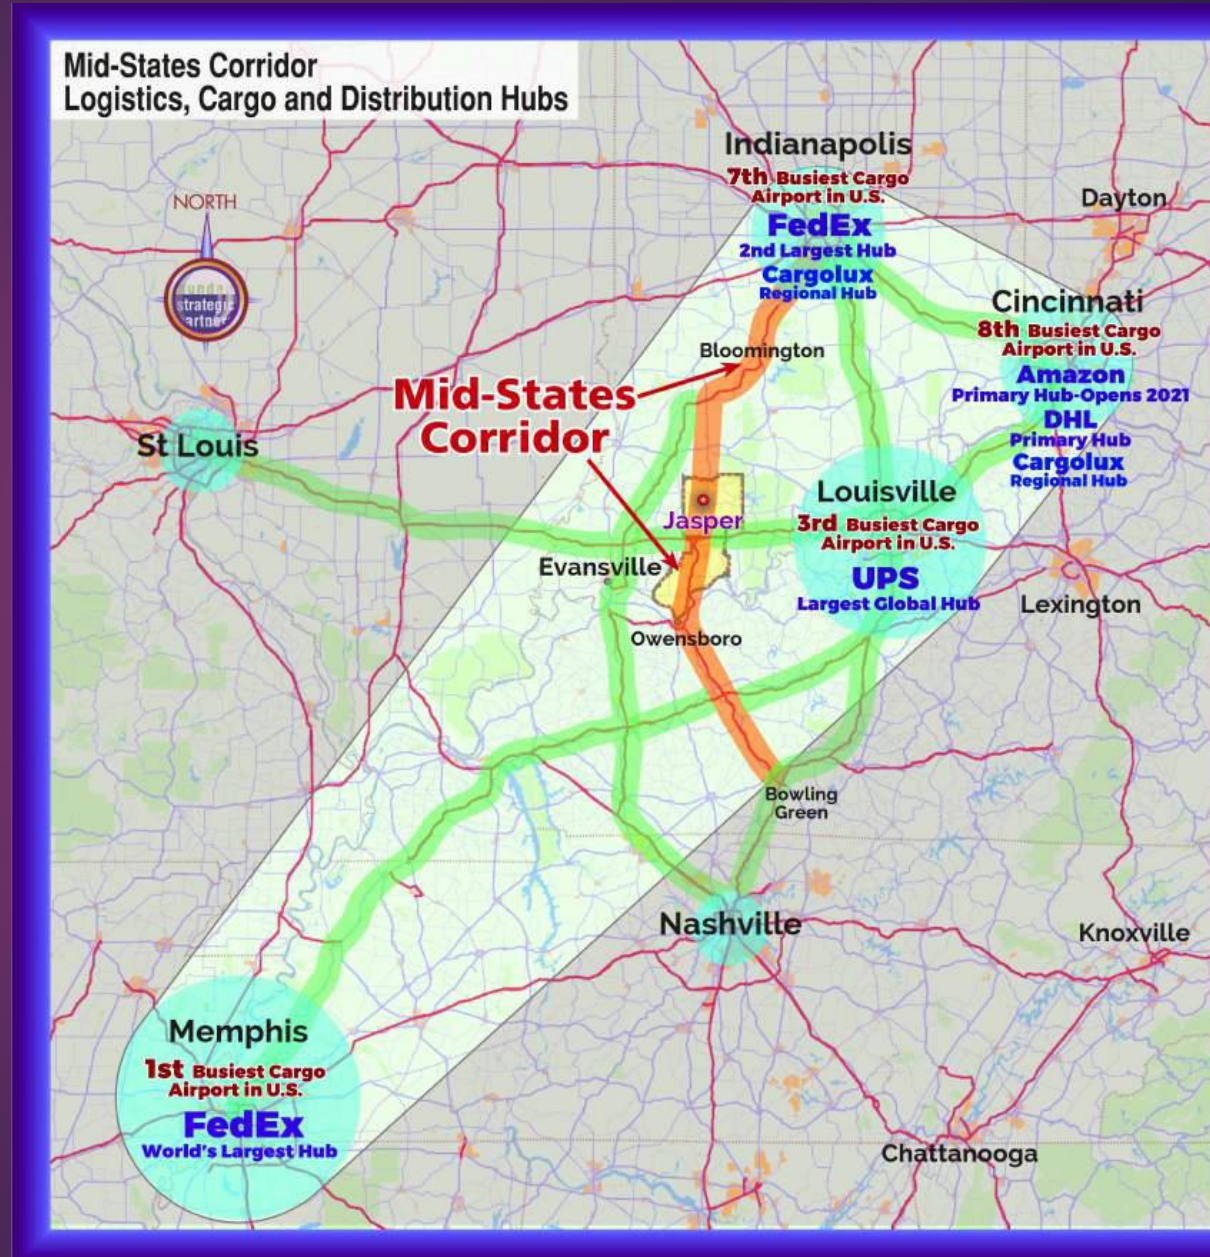 Mid-States Corridor
Logistics, Cargo and Distribution Hubs
NORTH
strategic
Indianapolis
7th Busiest Cargo
Airport in U.S.
FedEx
2nd Largest Hub
Cargolux
Regional Hub
Dayton
Cincinnati
8th Busiest Cargo
Airport in U.S.
Amazon
Primary Hub-Opens 2021
DHL
Primary Hub
Cargolux
Regional Hub
Bloomington
Mid-States
Corridor
St Louis
Jasper
Louisville
3rd Busiest Cargo
Airport in U.S.
UPS
Largest Global Hub
Evansville
Lexington
Owensboro
Bowling
Green
Nashville
Knoxville
Memphis
1st Busiest Cargo
Airport in U.S.
FedEx
World's Largest Hub
Chattanooga